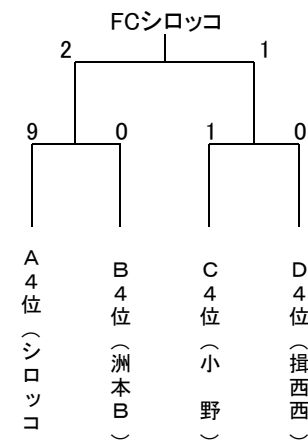 FCシロッコ
2 1
9 0 1 0
A4位（シロッコ
B4位（洲本B）
C4位（小　野）
D4位（揖西西）